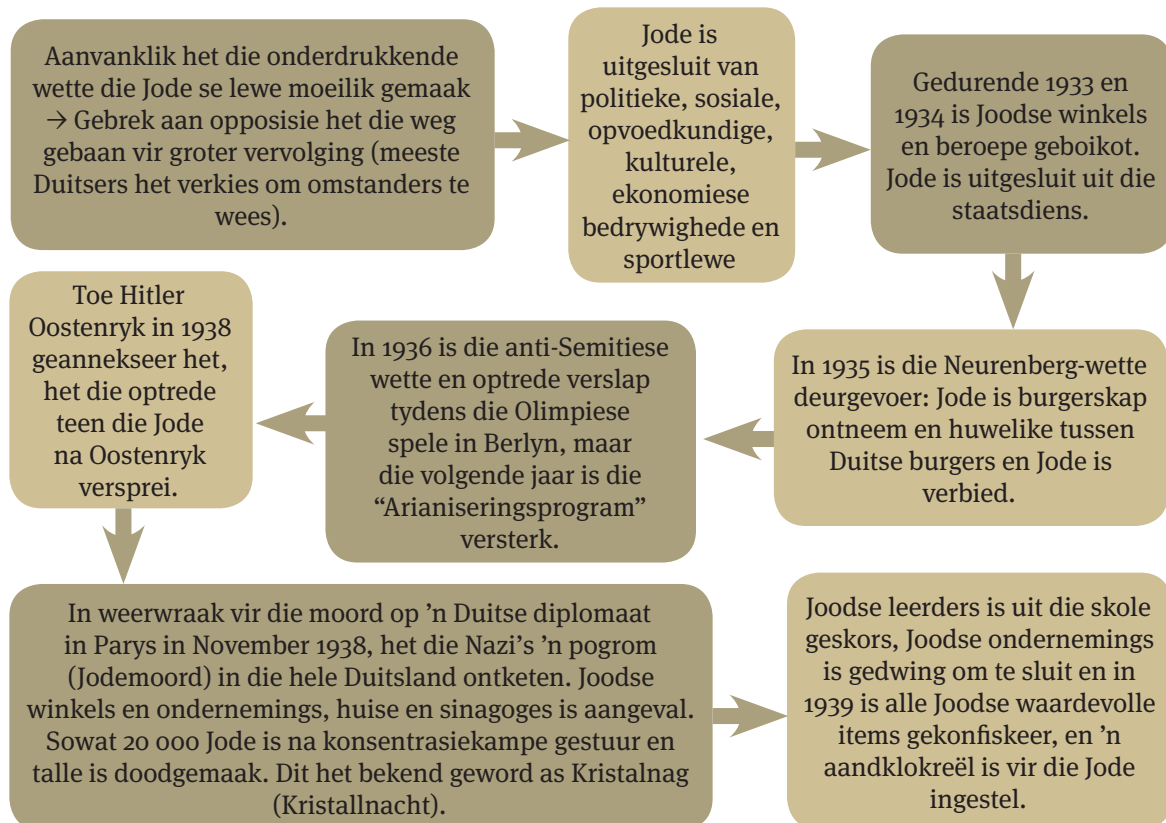 Aanvanklik het die onderdrukkende
wette die Jode se lewe moeilik gemaak
→ Gebrek aan opposisie het die weg
gebaan vir groter vervolging (meeste
Duitsers het verkies om omstanders te
wees).
Jode is
uitgesluit van
politieke, sosiale,
opvoedkundige,
kulturele,
ekonomiese
bedrywighede en
sportlewe
Gedurende 1933 en
1934 is Joodse winkels
en beroepe geboikot.
Jode is uitgesluit uit die
staatsdiens.
In 1935 is die Neurenberg-wette
deurgevoer: Jode is burgerskap
ontneem en huwelike tussen
Duitse burgers en Jode is
verbied.
In 1936 is die anti-Semitiese
wette en optrede verslap
tydens die Olimpiese
spele in Berlyn, maar
die volgende jaar is die
“Arianiseringsprogram”
versterk.
Toe Hitler
Oostenryk in 1938
geannekseer het,
het die optrede
teen die Jode
na Oostenryk
versprei.
In weerwraak vir die moord op ’n Duitse diplomaat
in Parys in November 1938, het die Nazi’s ’n pogrom
(Jodemoord) in die hele Duitsland ontketen. Joodse
winkels en ondernemings, huise en sinagoges is aangeval.
Sowat 20 000 Jode is na konsentrasiekampe gestuur en
talle is doodgemaak. Dit het bekend geword as Kristalnag
(Kristallnacht).
Joodse leerders is uit die skole
geskors, Joodse ondernemings
is gedwing om te sluit en in
1939 is alle Joodse waardevolle
items gekonfiskeer, en ’n
aandklokreël is vir die Jode
ingestel.